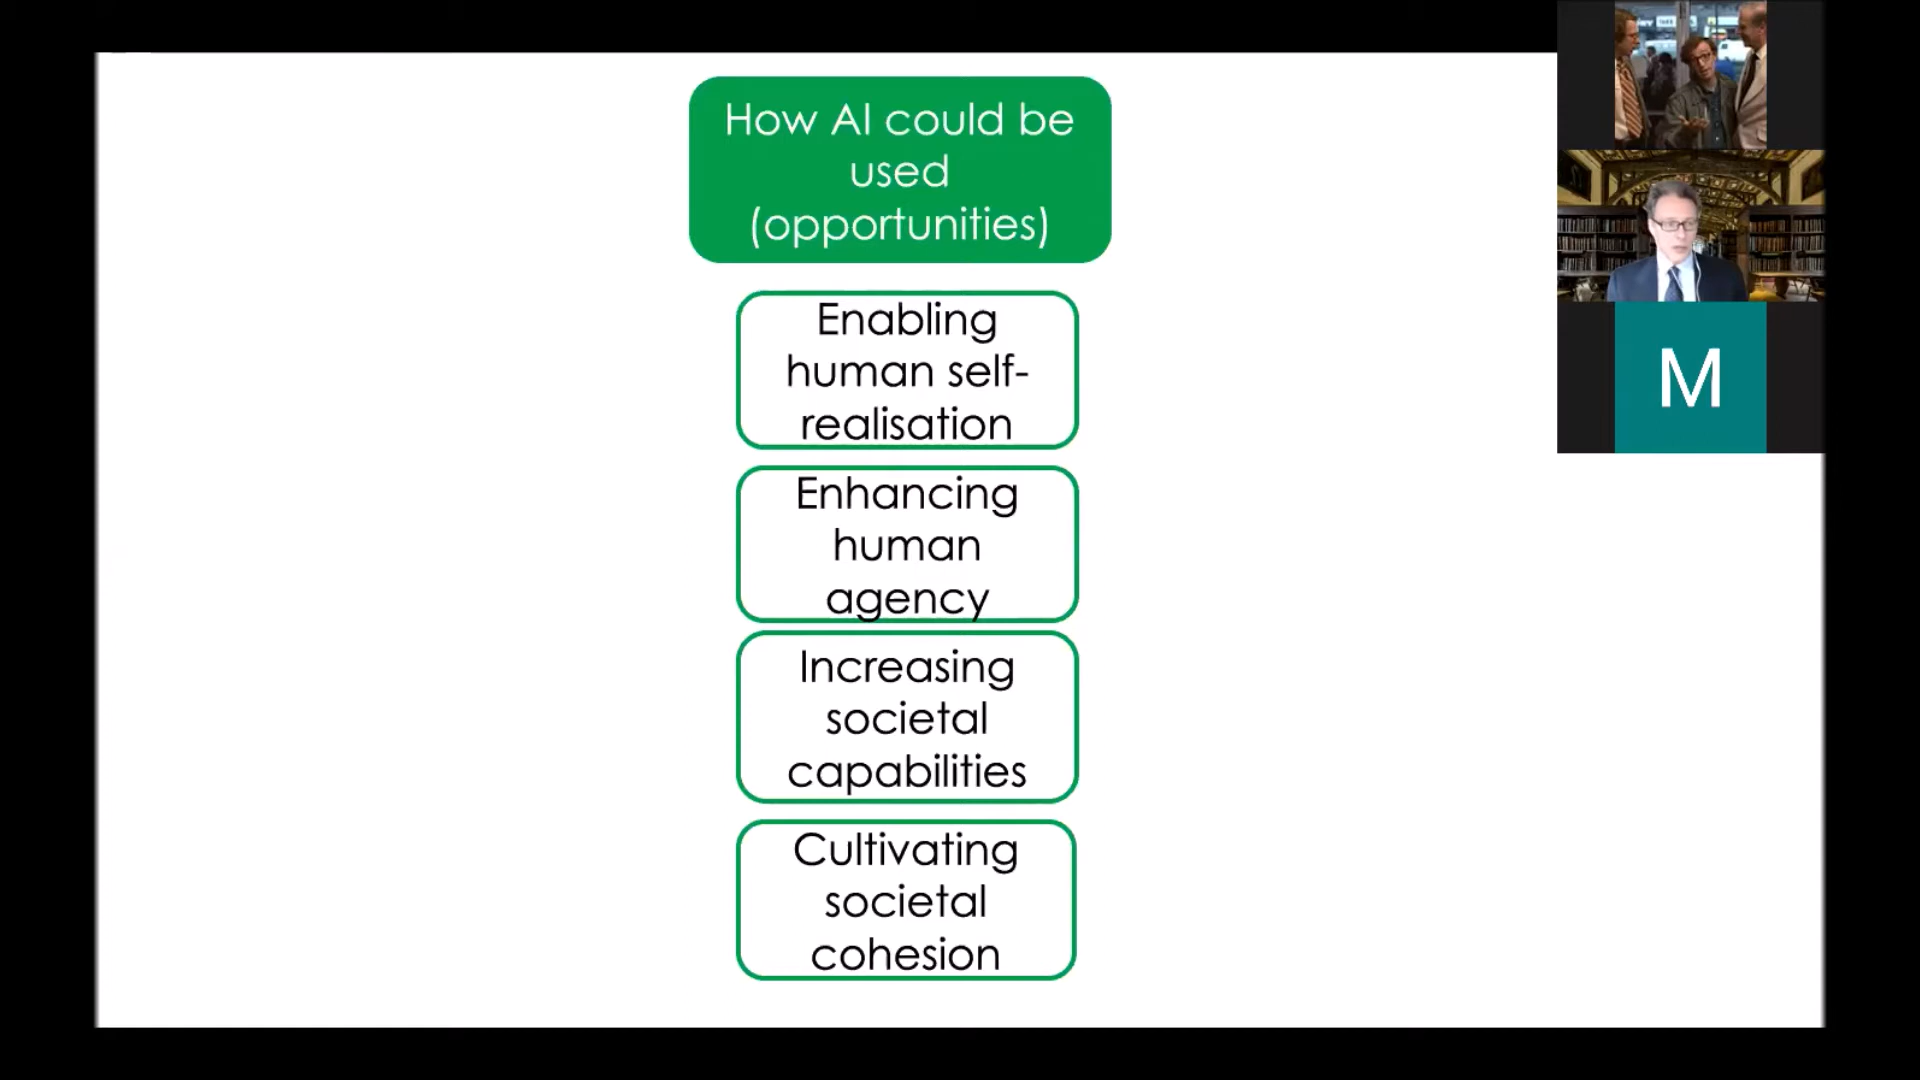 How AI could be
used
(opportunities)
Enabling
human self-
realisation
Enhancing
human
agency
Increasing
societal
capabilities
Cultivating
societal
cohesion
M